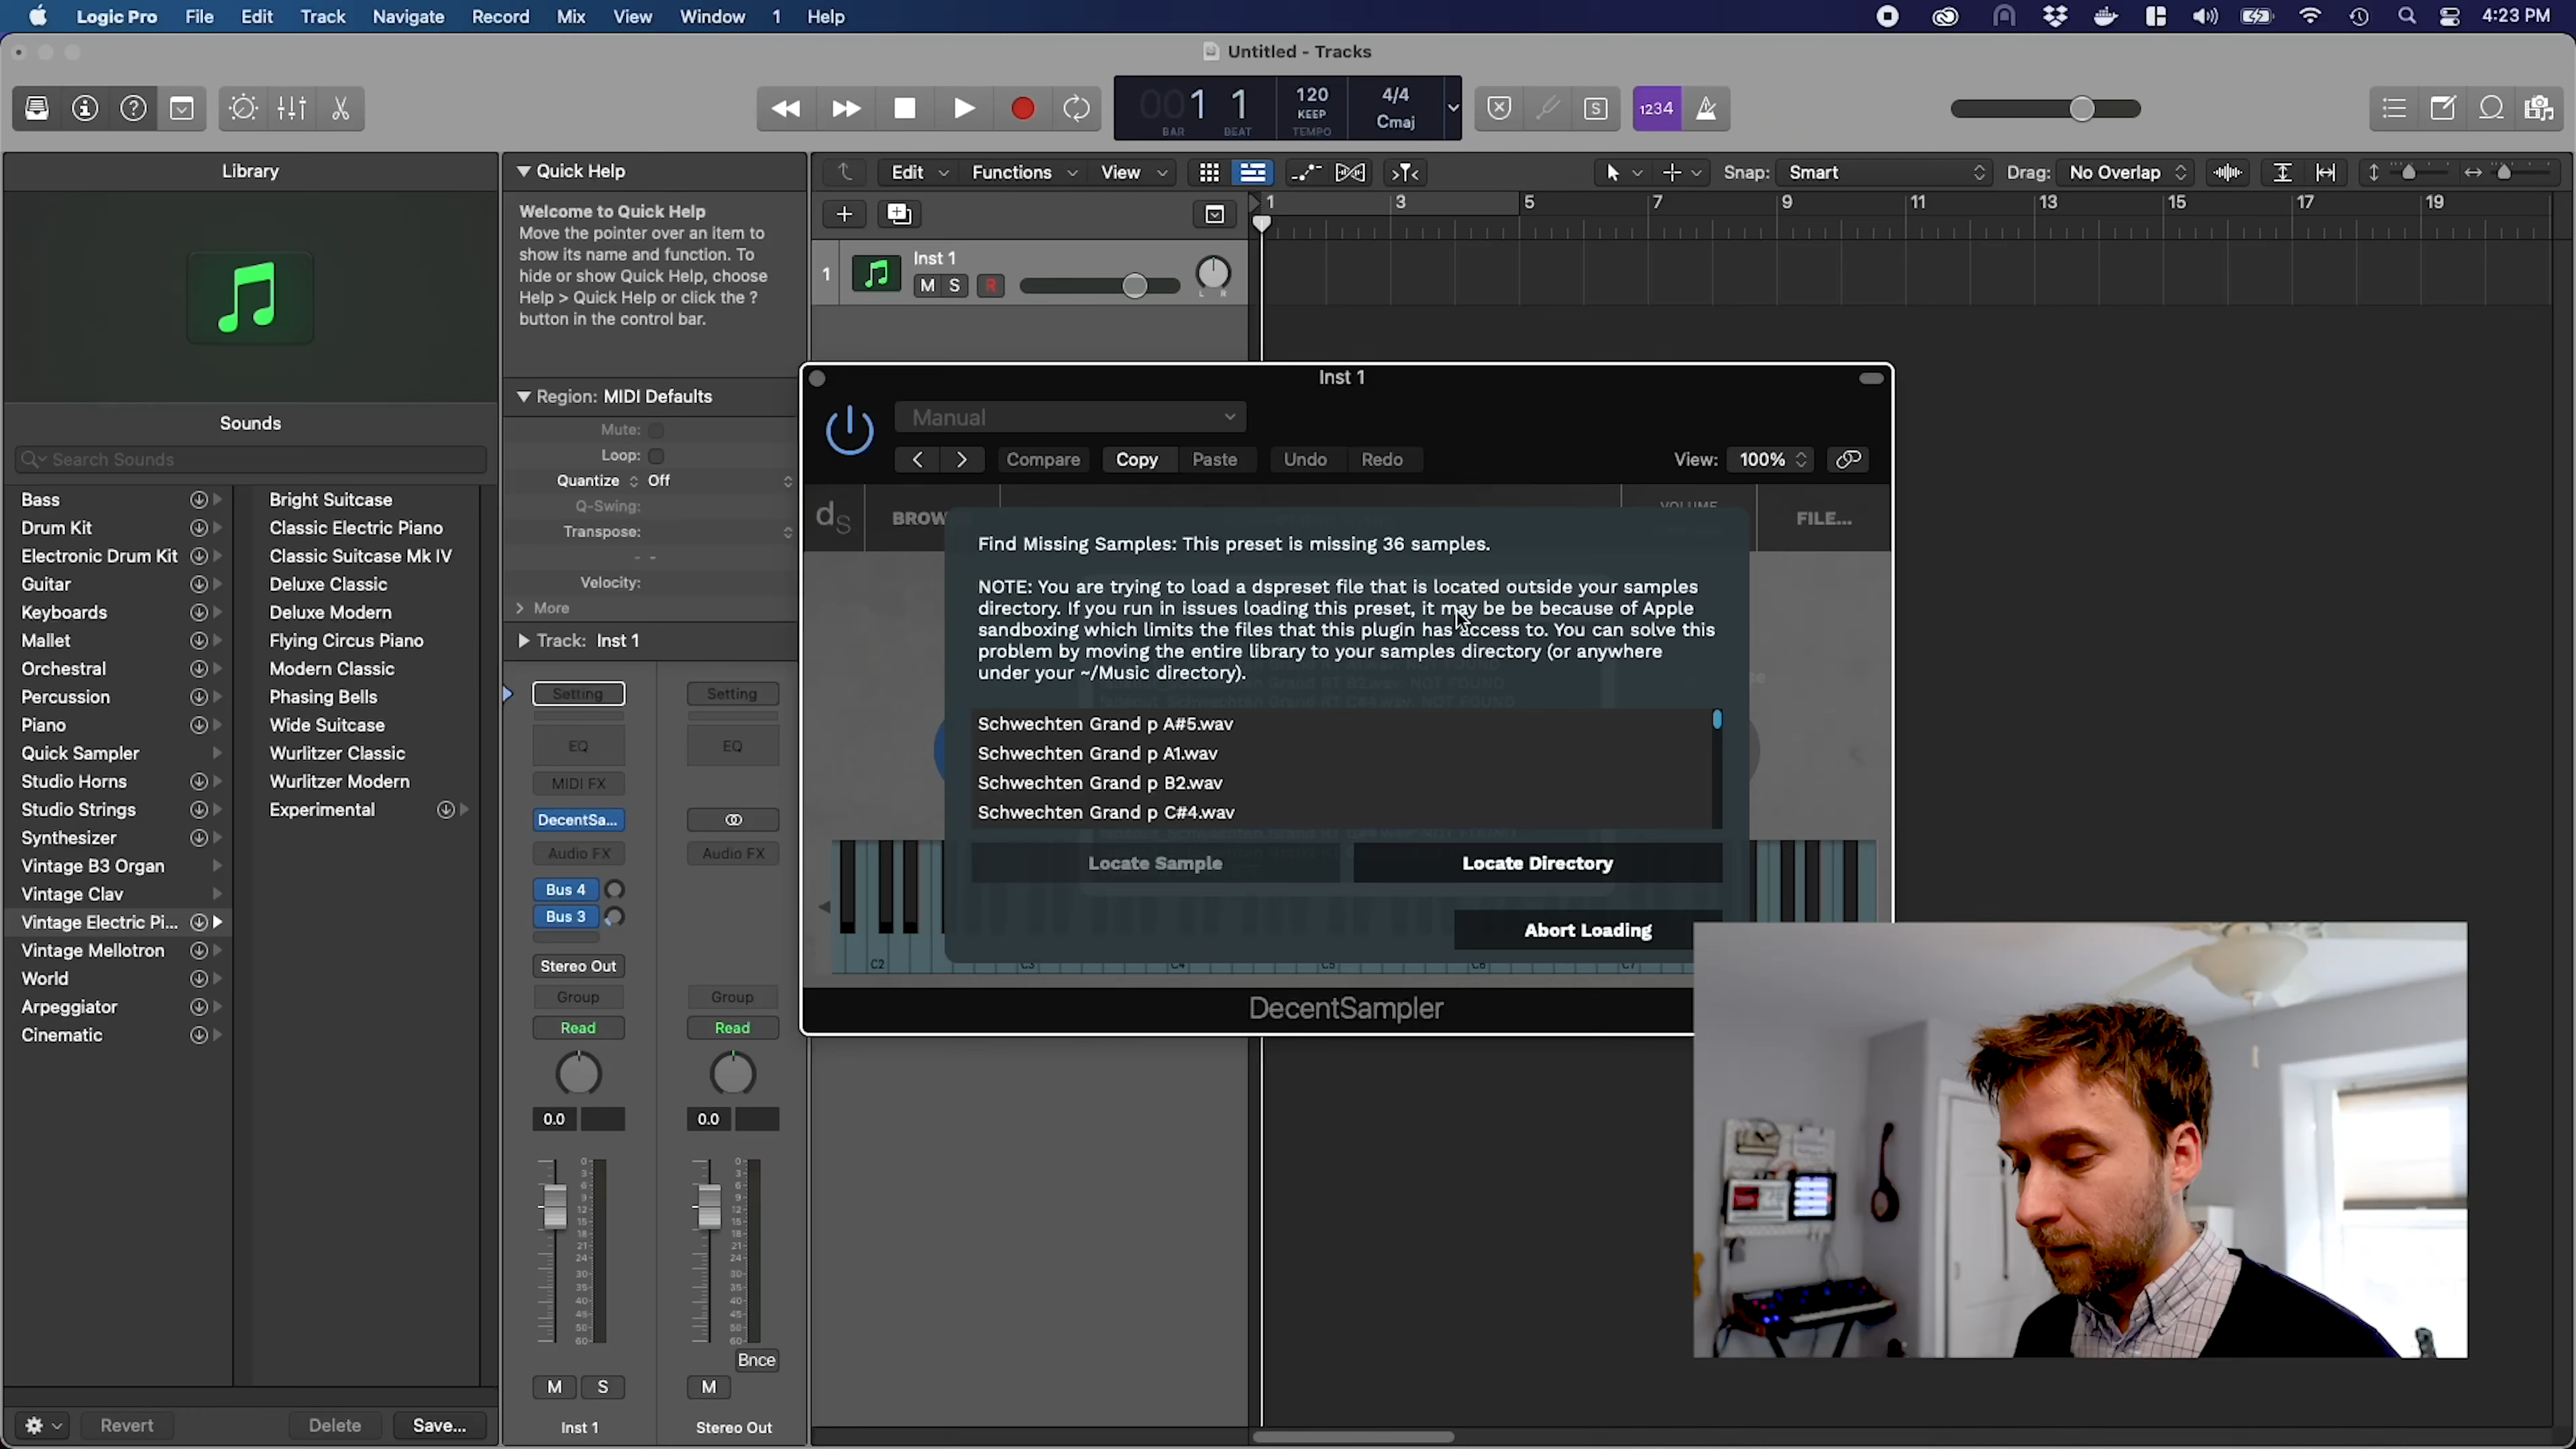 Logic Pro File Edit Track Navigate Record Mix View Window 1 Help 4:23 PM
Untitled - Tracks
001 1 120 4/4
KEEP Cmaj
BAR BEAT TEMPO
S 1234
Library
Quick Help
Edit Functions View Snap: Smart Drag: No Overlap
1 3 5 7 9 11 13 15 17 19
Welcome to Quick Help
Move the pointer over an item to
show its name and function. To
hide or show Quick Help, choose
Help > Quick Help or click the ?
button in the control bar.
1 Inst 1
M S R
L R
Region: MIDI Defaults
Mute:
Loop:
Quantize Off
Q-Swing:
Transpose:
- -
Velocity:
More
Track: Inst 1
Sounds
Search Sounds
Bass
Drum Kit
Electronic Drum Kit
Guitar
Keyboards
Mallet
Orchestral
Percussion
Piano
Quick Sampler
Studio Horns
Studio Strings
Synthesizer
Vintage B3 Organ
Vintage Clav
Vintage Electric Pi...
Vintage Mellotron
World
Arpeggiator
Cinematic
Bright Suitcase
Classic Electric Piano
Classic Suitcase Mk IV
Deluxe Classic
Deluxe Modern
Flying Circus Piano
Modern Classic
Phasing Bells
Wide Suitcase
Wurlitzer Classic
Wurlitzer Modern
Experimental
Setting Setting
EQ EQ
MIDI FX
DecentSa...
Audio FX Audio FX
Bus 4
Bus 3
Stereo Out
Group Group
Read Read
0.0 0.0
Bnce
M S M
Inst 1 Stereo Out
Revert Delete Save...
Inst 1
Manual
Compare Copy Paste Undo Redo View: 100%
ds BROW VOLUME FILE...
Find Missing Samples: This preset is missing 36 samples.
NOTE: You are trying to load a dspreset file that is located outside your samples
directory. If you run in issues loading this preset, it may be be because of Apple
sandboxing which limits the files that this plugin has access to. You can solve this
problem by moving the entire library to your samples directory (or anywhere
under your ~/Music directory).
Schwechten Grand p A#5.wav
Schwechten Grand p A1.wav
Schwechten Grand p B2.wav
Schwechten Grand p C#4.wav
Locate Sample Locate Directory
Abort Loading
C2 C3 C4 C5 C6 C7
DecentSampler